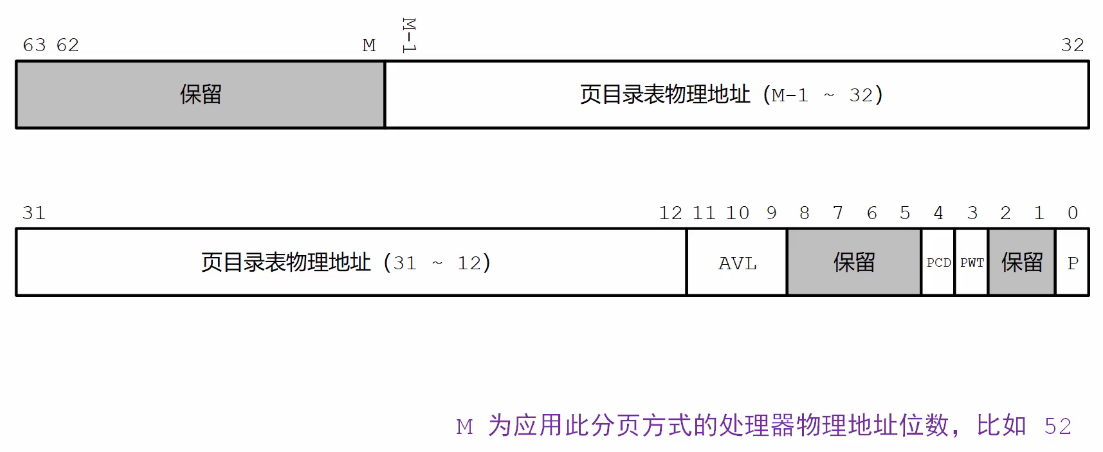 63 62 M M-1 32
保留 页目录表物理地址（M-1 ~ 32）
31 12 11 10 9 8 7 6 5 4 3 2 1 0
页目录表物理地址（31 ~ 12） AVL 保留 PCD PWT 保留 P
M 为应用此分页方式的处理器物理地址位数，比如 52